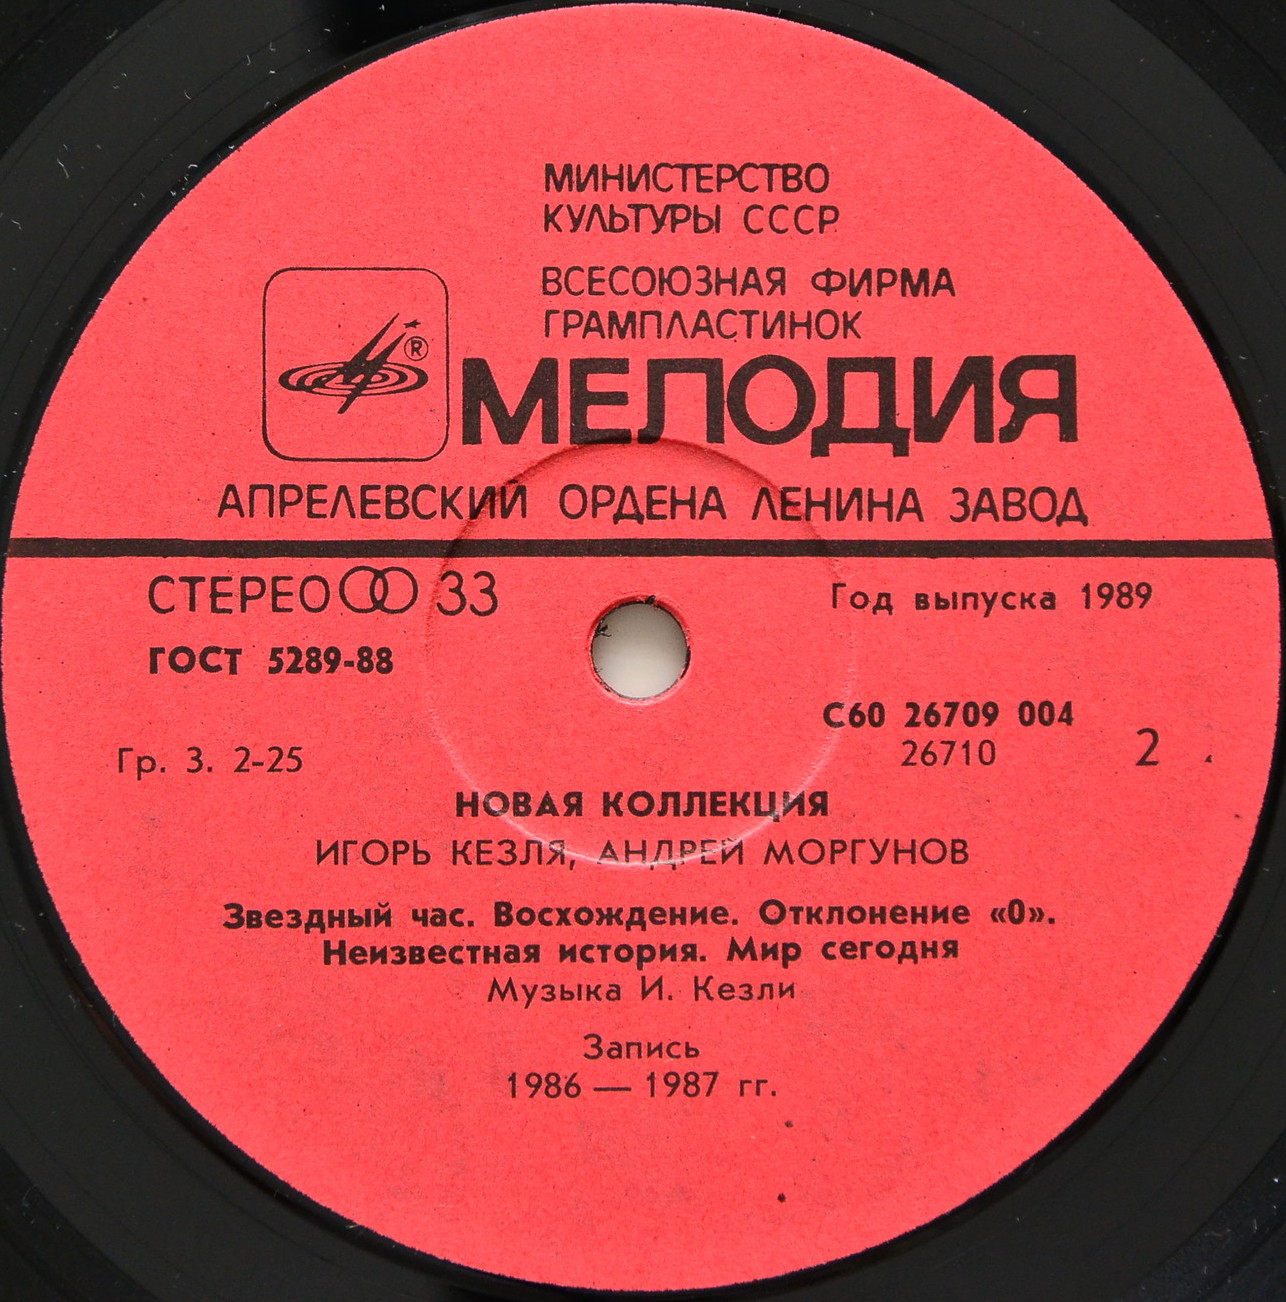 МИНИСТЕРСТВО
КУЛЬТУРЫ СССР
ВСЕСОЮЗНАЯ ФИРМА
ГРАМПЛАСТИНОК
®
МЕЛОДИЯ
АПРЕЛЕВСКИЙ ОРДЕНА ЛЕНИНА ЗАВОД
СТЕРЕО 33
Год выпуска 1989
ГОСТ 5289-88
С60 26709 004
26710
2
Гр. 3. 2-25
НОВАЯ КОЛЛЕКЦИЯ
ИГОРЬ КЕЗЛЯ, АНДРЕЙ МОРГУНОВ
Звездный час. Восхождение. Отклонение «0».
Неизвестная история. Мир сегодня
Музыка И. Кезли
Запись
1986 — 1987 гг.